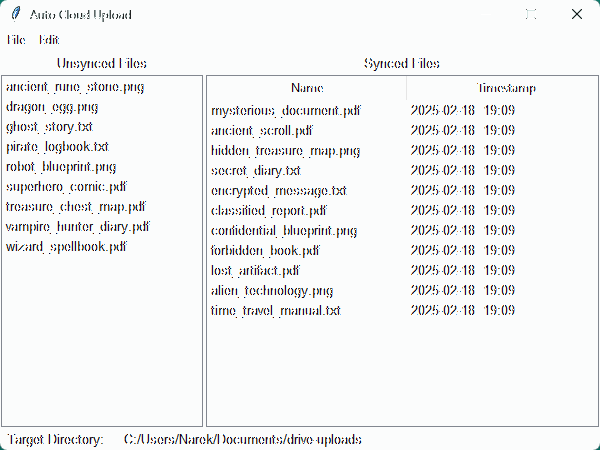 Auto Cloud Upload
File Edit
Unsynced Files
ancient_rune_stone.png
dragon_egg.png
ghost_story.txt
pirate_logbook.txt
robot_blueprint.png
superhero_comic.pdf
treasure_chest_map.pdf
vampire_hunter_diary.pdf
wizard_spellbook.pdf
Synced Files
Name Timestamp
mysterious_document.pdf 2025-02-18 19:09
ancient_scroll.pdf 2025-02-18 19:09
hidden_treasure_map.png 2025-02-18 19:09
secret_diary.txt 2025-02-18 19:09
encrypted_message.txt 2025-02-18 19:09
classified_report.pdf 2025-02-18 19:09
confidential_blueprint.png 2025-02-18 19:09
forbidden_book.pdf 2025-02-18 19:09
lost_artifact.pdf 2025-02-18 19:09
alien_technology.png 2025-02-18 19:09
time_travel_manual.txt 2025-02-18 19:09
Target Directory: C:/Users/Narek/Documents/drive-uploads